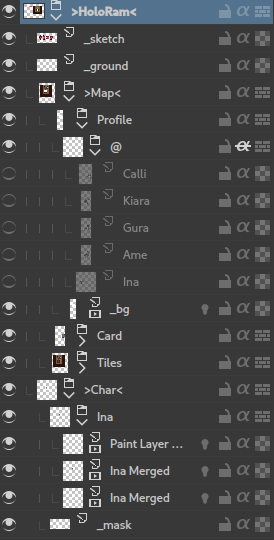 >HoloRam<
_sketch
_ground
>Map<
Profile
@
Calli
Kiara
Gura
Ame
Ina
_bg
Card
Tiles
>Char<
Ina
Paint Layer ...
Ina Merged
Ina Merged
_mask